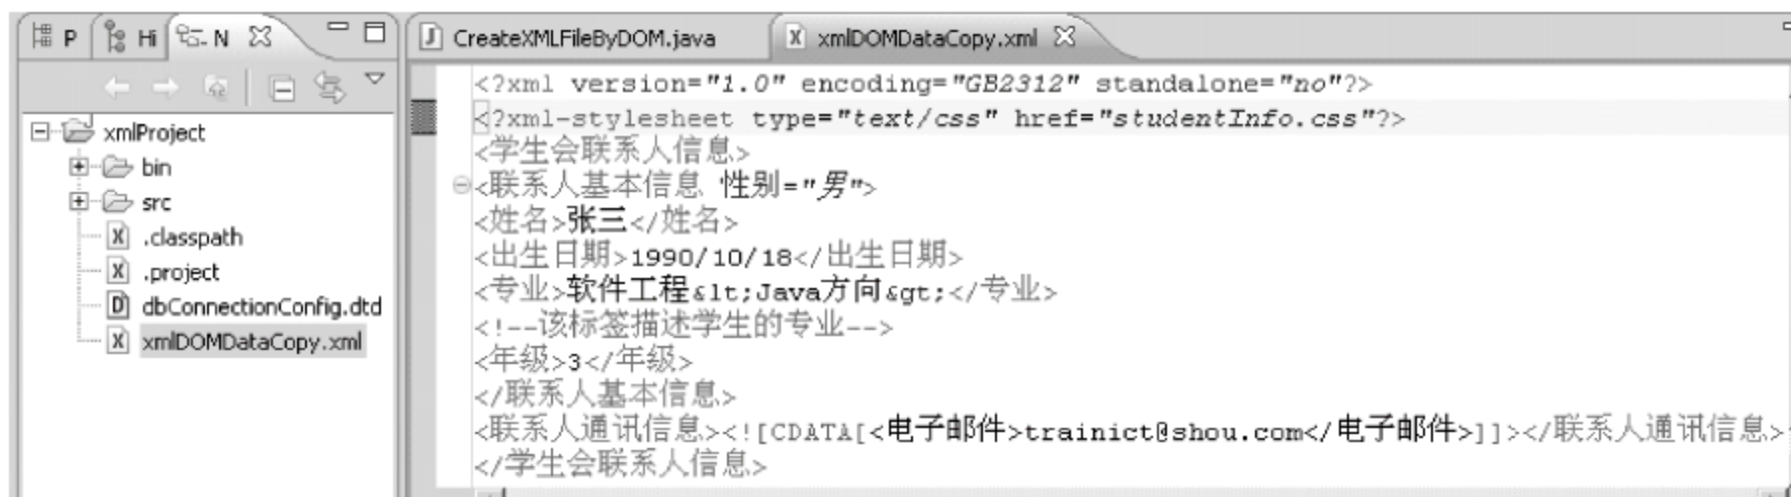 P Hi N
xmlProject
bin
src
.classpath
.project
dbConnectionConfig.dtd
xmlDOMDataCopy.xml
CreateXMLFileByDOM.java xmlDOMDataCopy.xml
<?xml version="1.0" encoding="GB2312" standalone="no"?>
<?xml-stylesheet type="text/css" href="studentInfo.css"?>
<学生会联系人信息>
<联系人基本信息 性别="男">
<姓名>张三</姓名>
<出生日期>1990/10/18</出生日期>
<专业>软件工程&lt;Java方向&gt;</专业>
<!--该标签描述学生的专业-->
<年级>3</年级>
</联系人基本信息>
<联系人通讯信息><![CDATA[<电子邮件>trainict@shou.com</电子邮件>]]></联系人通讯信息>
</学生会联系人信息>